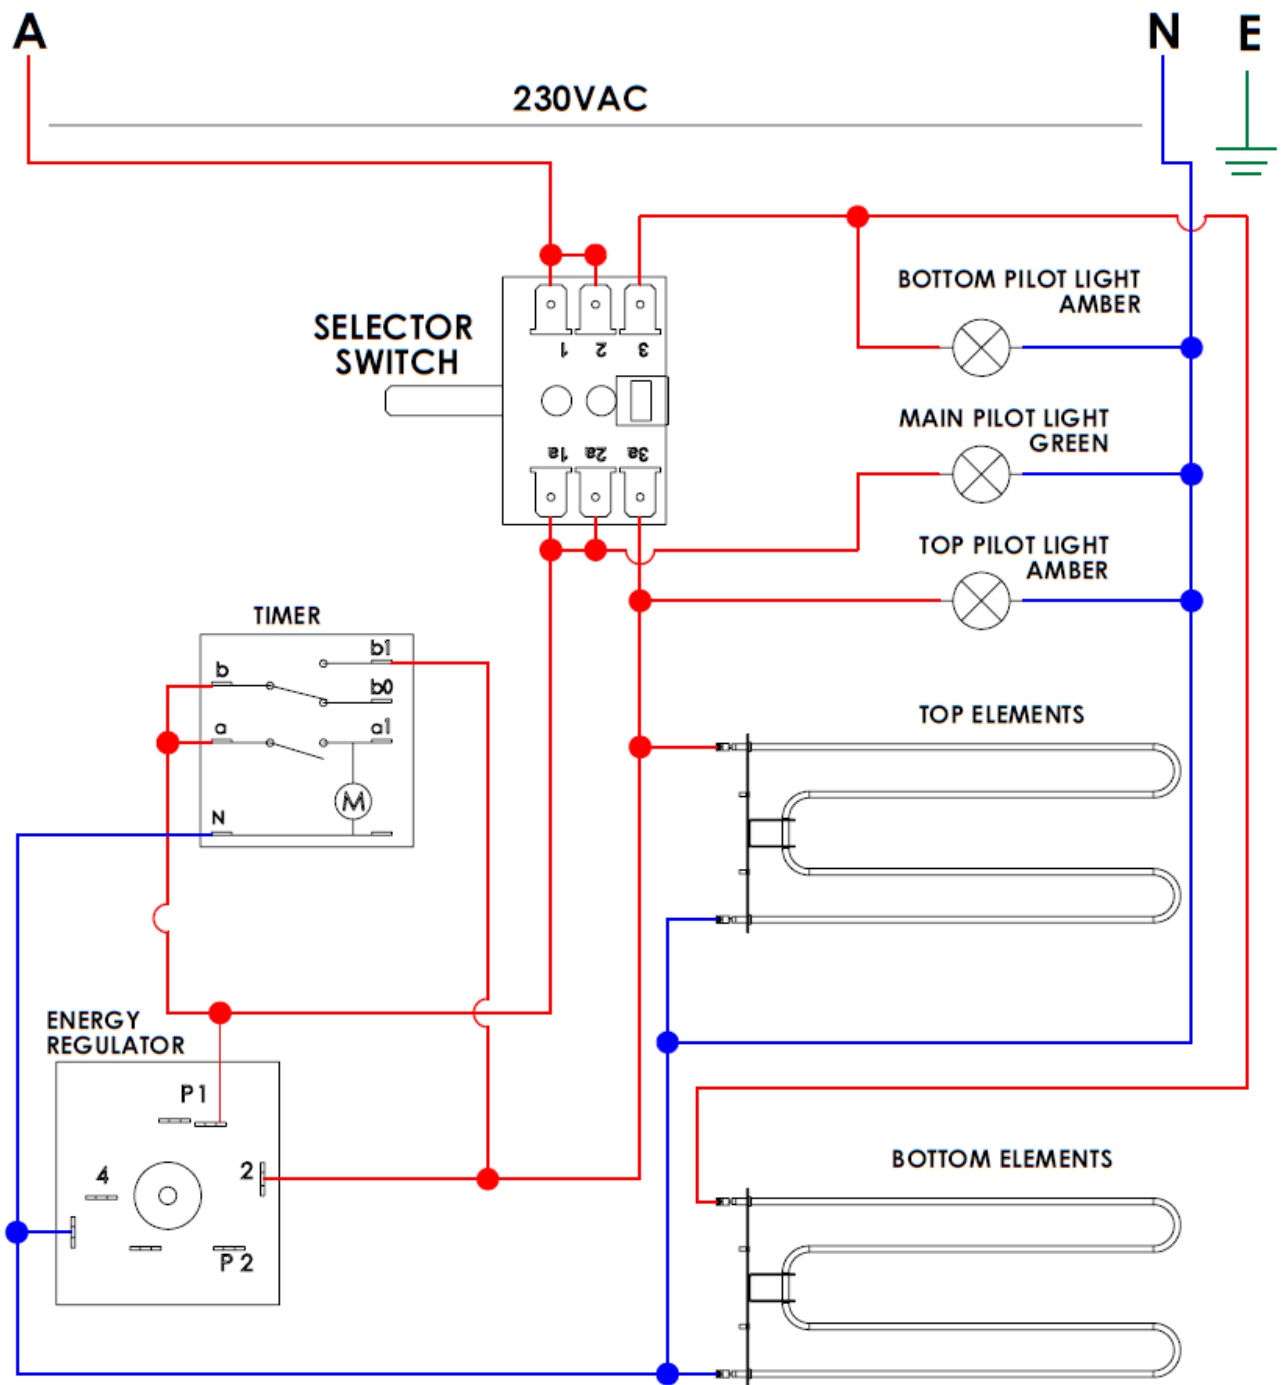 A
N
E
230VAC
SELECTOR
SWITCH
1 2 3
1a 2a 3a
BOTTOM PILOT LIGHT
AMBER
MAIN PILOT LIGHT
GREEN
TOP PILOT LIGHT
AMBER
TIMER
b b1
b0
a a1
M
N
TOP ELEMENTS
ENERGY
REGULATOR
P1
4 2
P2
BOTTOM ELEMENTS